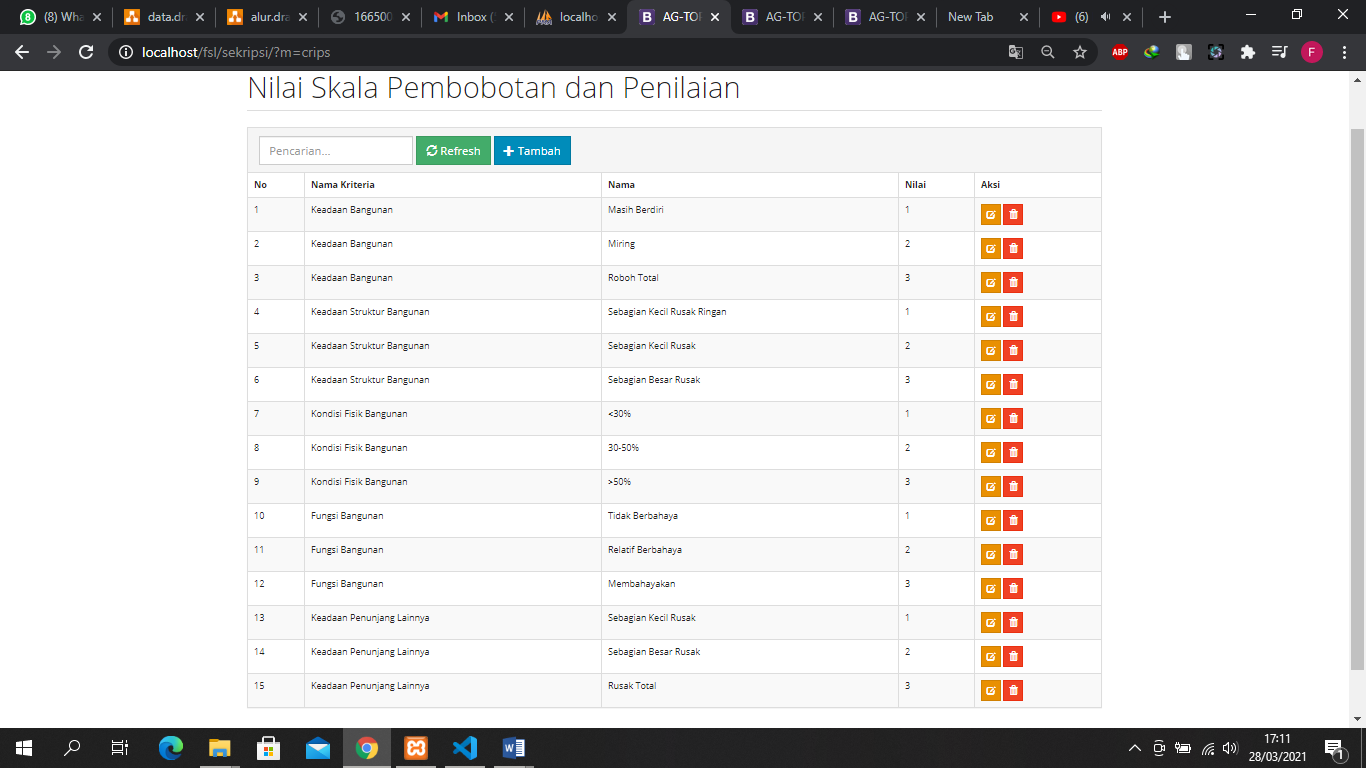 (8) Wha
data.dr
alur.dra
166500
Inbox (
localho
AG-TOP
AG-TOP
AG-TOP
New Tab
(6)
localhost/fsl/sekripsi/?m=crips
ABP
F
Nilai Skala Pembobotan dan Penilaian
Pencarian...
Refresh
Tambah
No Nama Kriteria Nama Nilai Aksi
1 Keadaan Bangunan Masih Berdiri 1
2 Keadaan Bangunan Miring 2
3 Keadaan Bangunan Roboh Total 3
4 Keadaan Struktur Bangunan Sebagian Kecil Rusak Ringan 1
5 Keadaan Struktur Bangunan Sebagian Kecil Rusak 2
6 Keadaan Struktur Bangunan Sebagian Besar Rusak 3
7 Kondisi Fisik Bangunan <30% 1
8 Kondisi Fisik Bangunan 30-50% 2
9 Kondisi Fisik Bangunan >50% 3
10 Fungsi Bangunan Tidak Berbahaya 1
11 Fungsi Bangunan Relatif Berbahaya 2
12 Fungsi Bangunan Membahayakan 3
13 Keadaan Penunjang Lainnya Sebagian Kecil Rusak 1
14 Keadaan Penunjang Lainnya Sebagian Besar Rusak 2
15 Keadaan Penunjang Lainnya Rusak Total 3
17:11
28/03/2021
1